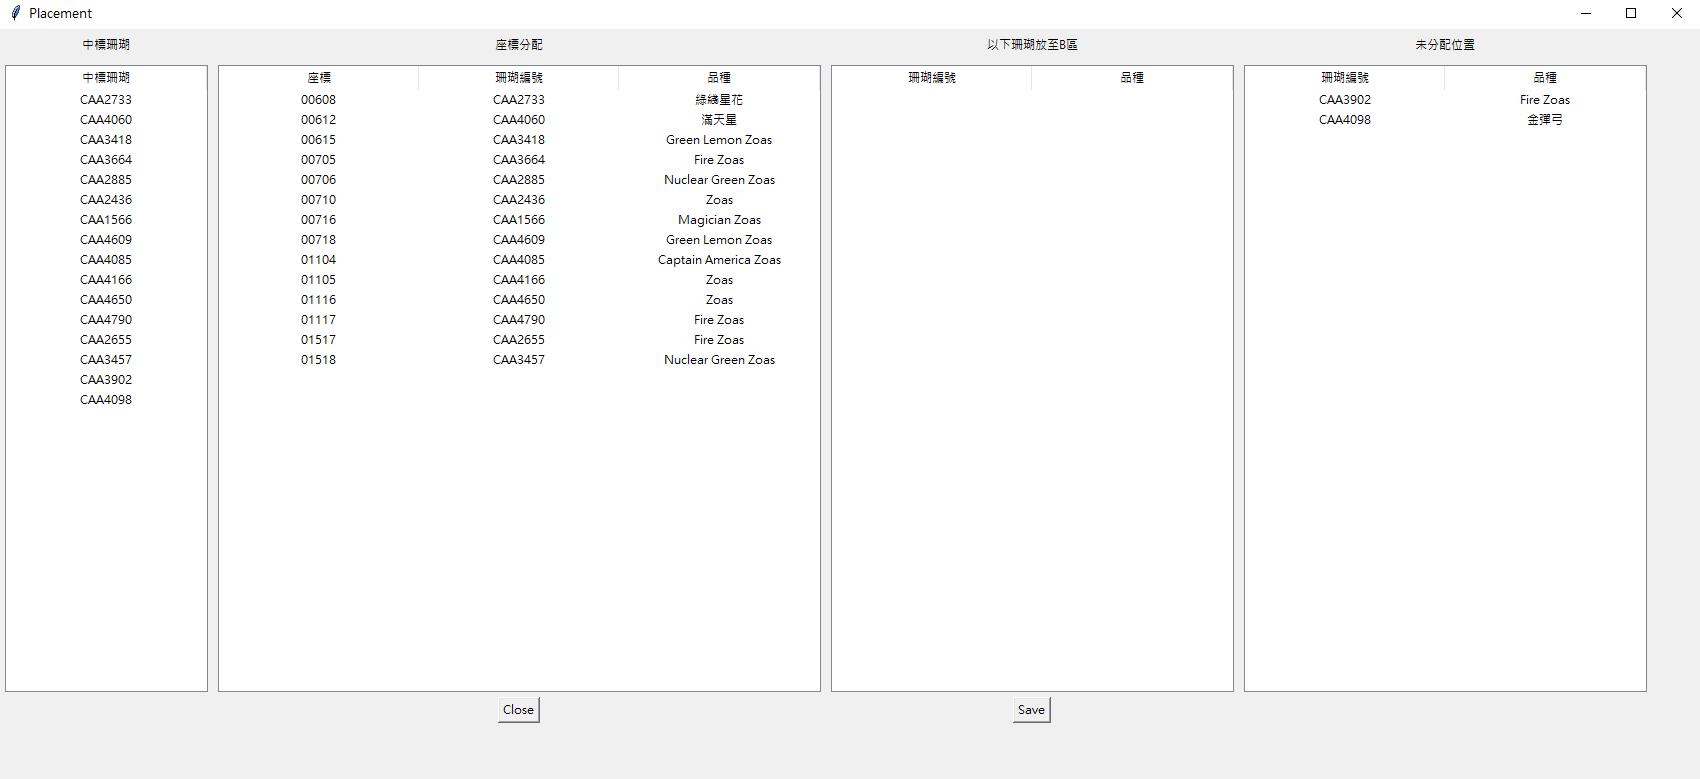 Placement
中標珊瑚 座標分配 以下珊瑚放至B區 未分配位置
中標珊瑚 座標 珊瑚編號 品種 珊瑚編號 品種 珊瑚編號 品種
CAA2733 00608 CAA2733 綠綫星花 CAA3902 Fire Zoas
CAA4060 00612 CAA4060 滿天星 CAA4098 金彈弓
CAA3418 00615 CAA3418 Green Lemon Zoas
CAA3664 00705 CAA3664 Fire Zoas
CAA2885 00706 CAA2885 Nuclear Green Zoas
CAA2436 00710 CAA2436 Zoas
CAA1566 00716 CAA1566 Magician Zoas
CAA4609 00718 CAA4609 Green Lemon Zoas
CAA4085 01104 CAA4085 Captain America Zoas
CAA4166 01105 CAA4166 Zoas
CAA4650 01116 CAA4650 Zoas
CAA4790 01117 CAA4790 Fire Zoas
CAA2655 01517 CAA2655 Fire Zoas
CAA3457 01518 CAA3457 Nuclear Green Zoas
CAA3902
CAA4098
Close Save